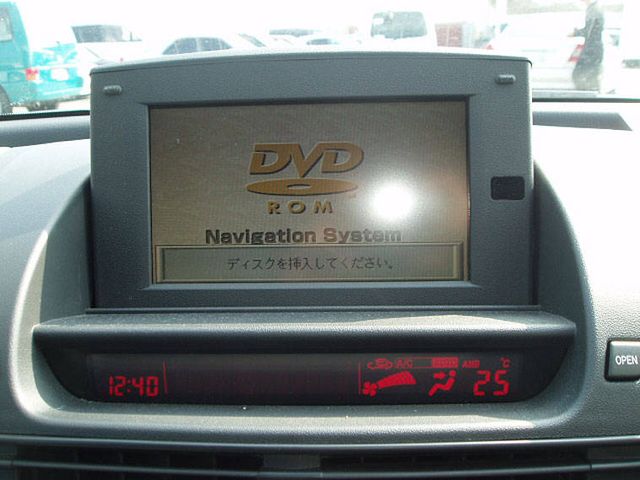 DVD
ROM
Navigation System
ディスクを挿入してください。
12:40
A/C
AUTO
AMB
°C
25
OPEN